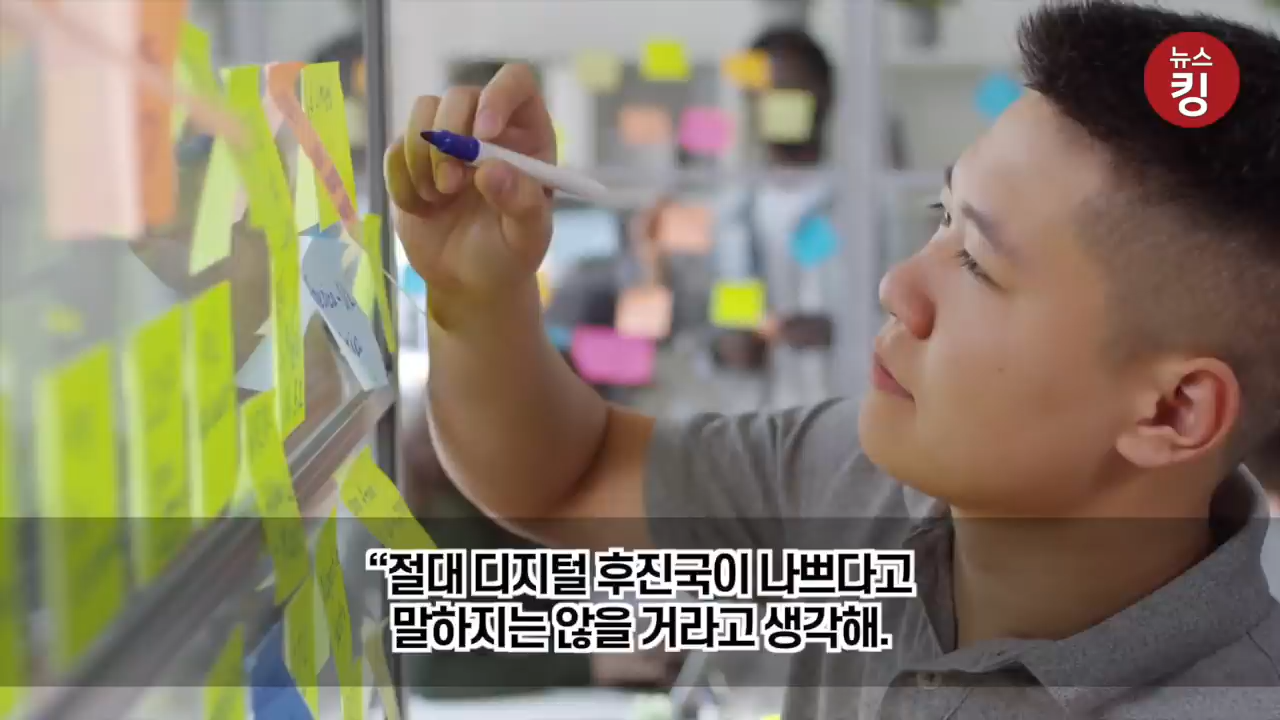 뉴스
킹
“절대 디지털 후진국이 나쁘다고
말하지는 않을 거라고 생각해.